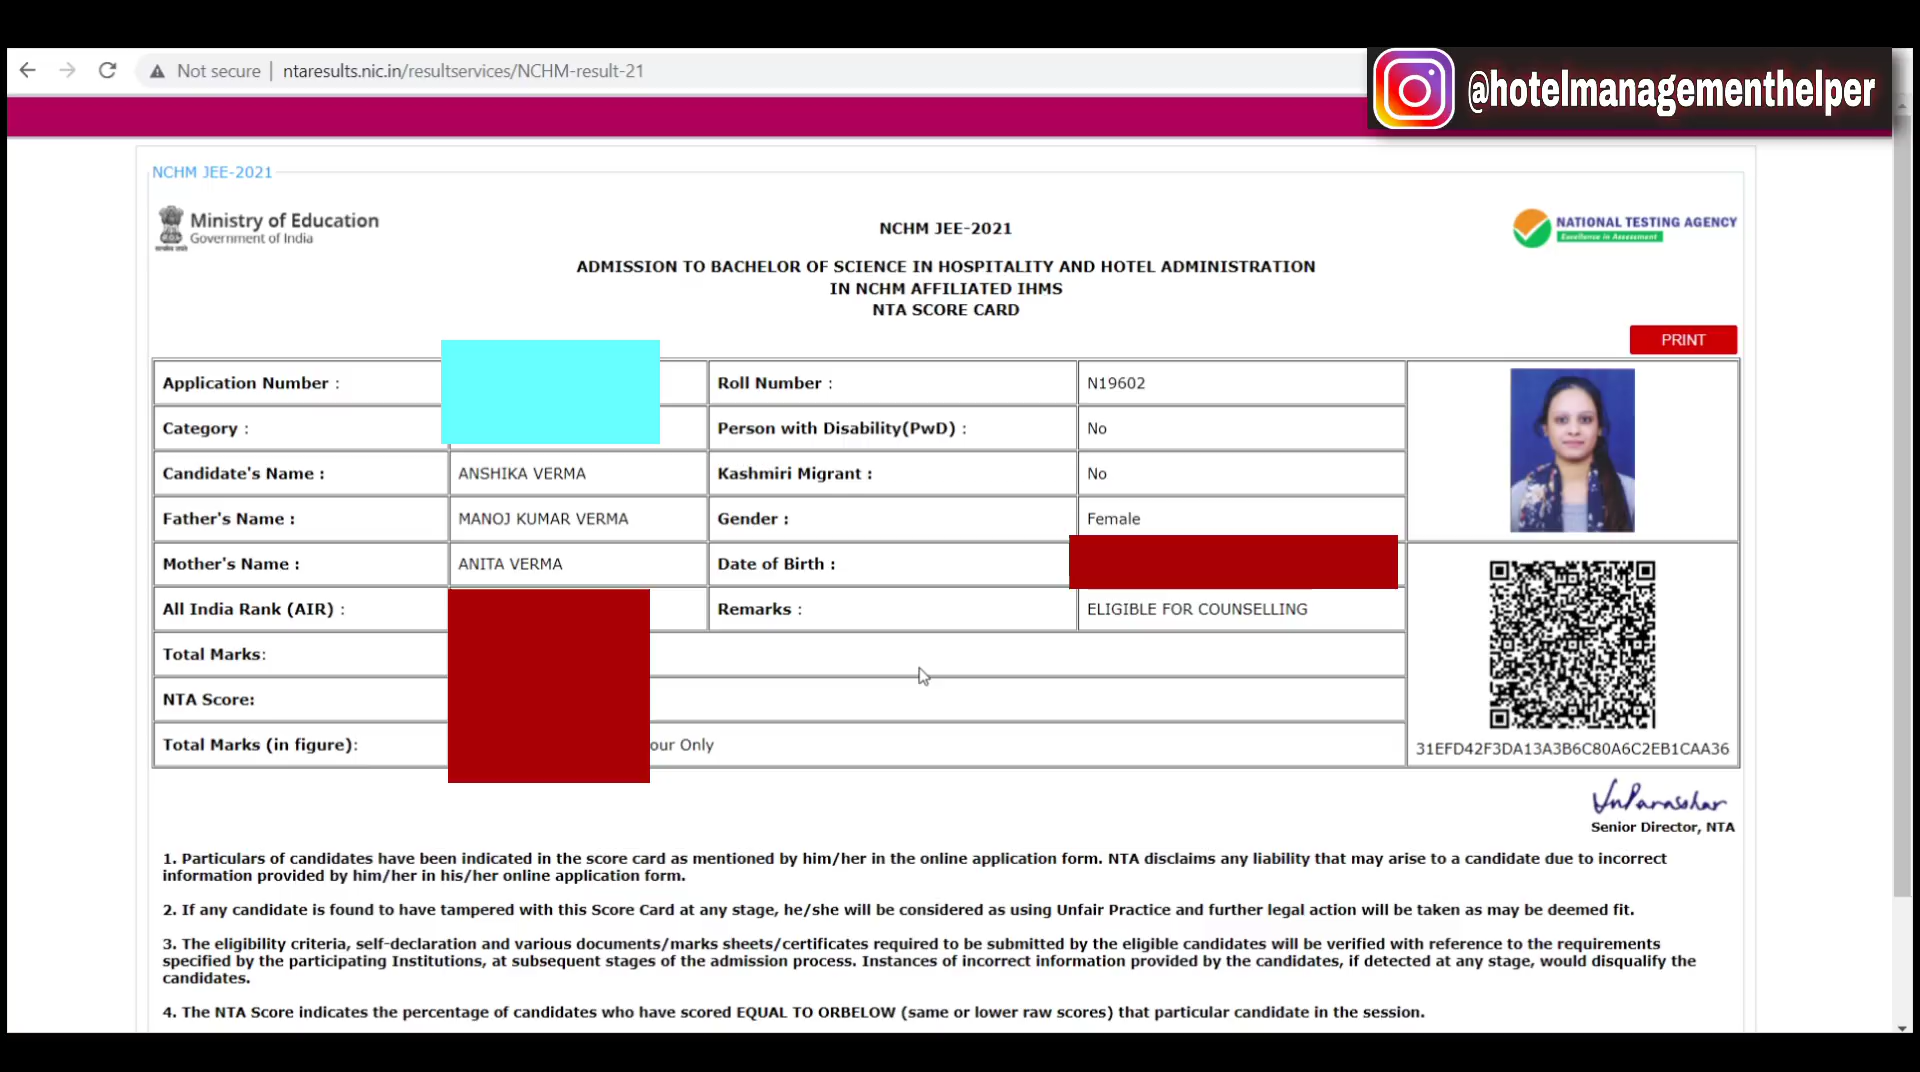 Not secure | ntaresults.nic.in/resultservices/NCHM-result-21
@hotelmanagementhelper
NCHM JEE-2021
Ministry of Education
Government of India
NCHM JEE-2021
NATIONAL TESTING AGENCY
Excellence in Assessment
ADMISSION TO BACHELOR OF SCIENCE IN HOSPITALITY AND HOTEL ADMINISTRATION
IN NCHM AFFILIATED IHMS
NTA SCORE CARD
PRINT
Application Number : Roll Number : N19602
Category : Person with Disability(PwD) : No
Candidate's Name : ANSHIKA VERMA Kashmiri Migrant : No
Father's Name : MANOJ KUMAR VERMA Gender : Female
Mother's Name : ANITA VERMA Date of Birth :
All India Rank (AIR) : Remarks : ELIGIBLE FOR COUNSELLING
Total Marks:
NTA Score:
Total Marks (in figure): our Only
31EFD42F3DA13A3B6C80A6C2EB1CAA36
Senior Director, NTA
1. Particulars of candidates have been indicated in the score card as mentioned by him/her in the online application form. NTA disclaims any liability that may arise to a candidate due to incorrect
information provided by him/her in his/her online application form.
2. If any candidate is found to have tampered with this Score Card at any stage, he/she will be considered as using Unfair Practice and further legal action will be taken as may be deemed fit.
3. The eligibility criteria, self-declaration and various documents/marks sheets/certificates required to be submitted by the eligible candidates will be verified with reference to the requirements
specified by the participating Institutions, at subsequent stages of the admission process. Instances of incorrect information provided by the candidates, if detected at any stage, would disqualify the
candidates.
4. The NTA Score indicates the percentage of candidates who have scored EQUAL TO ORBELOW (same or lower raw scores) that particular candidate in the session.